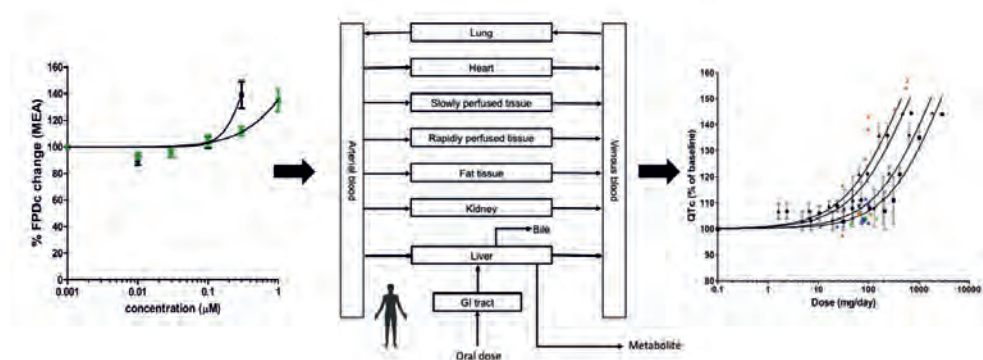 % FPDc change (MEA)
160
140
120
100
80
60
40
20
0
0.001
0.01
0.1
1
concentration (µM)
Arterial blood
Lung
Heart
Slowly perfused tissue
Rapidly perfused tissue
Fat tissue
Kidney
Bile
Liver
GI tract
Metabolite
Oral dose
Venous blood
QTc (% of baseline)
160
150
140
130
120
110
100
90
80
0.1
1
10
100
1000
10000
Dose (mg/day)